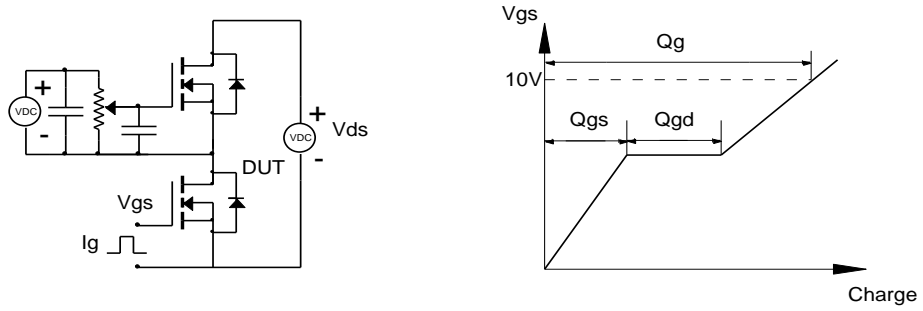 +
VDC
-
+
VDC
-
Vds
DUT
Vgs
Ig
Vgs
Qg
10V
Qgs
Qgd
Charge